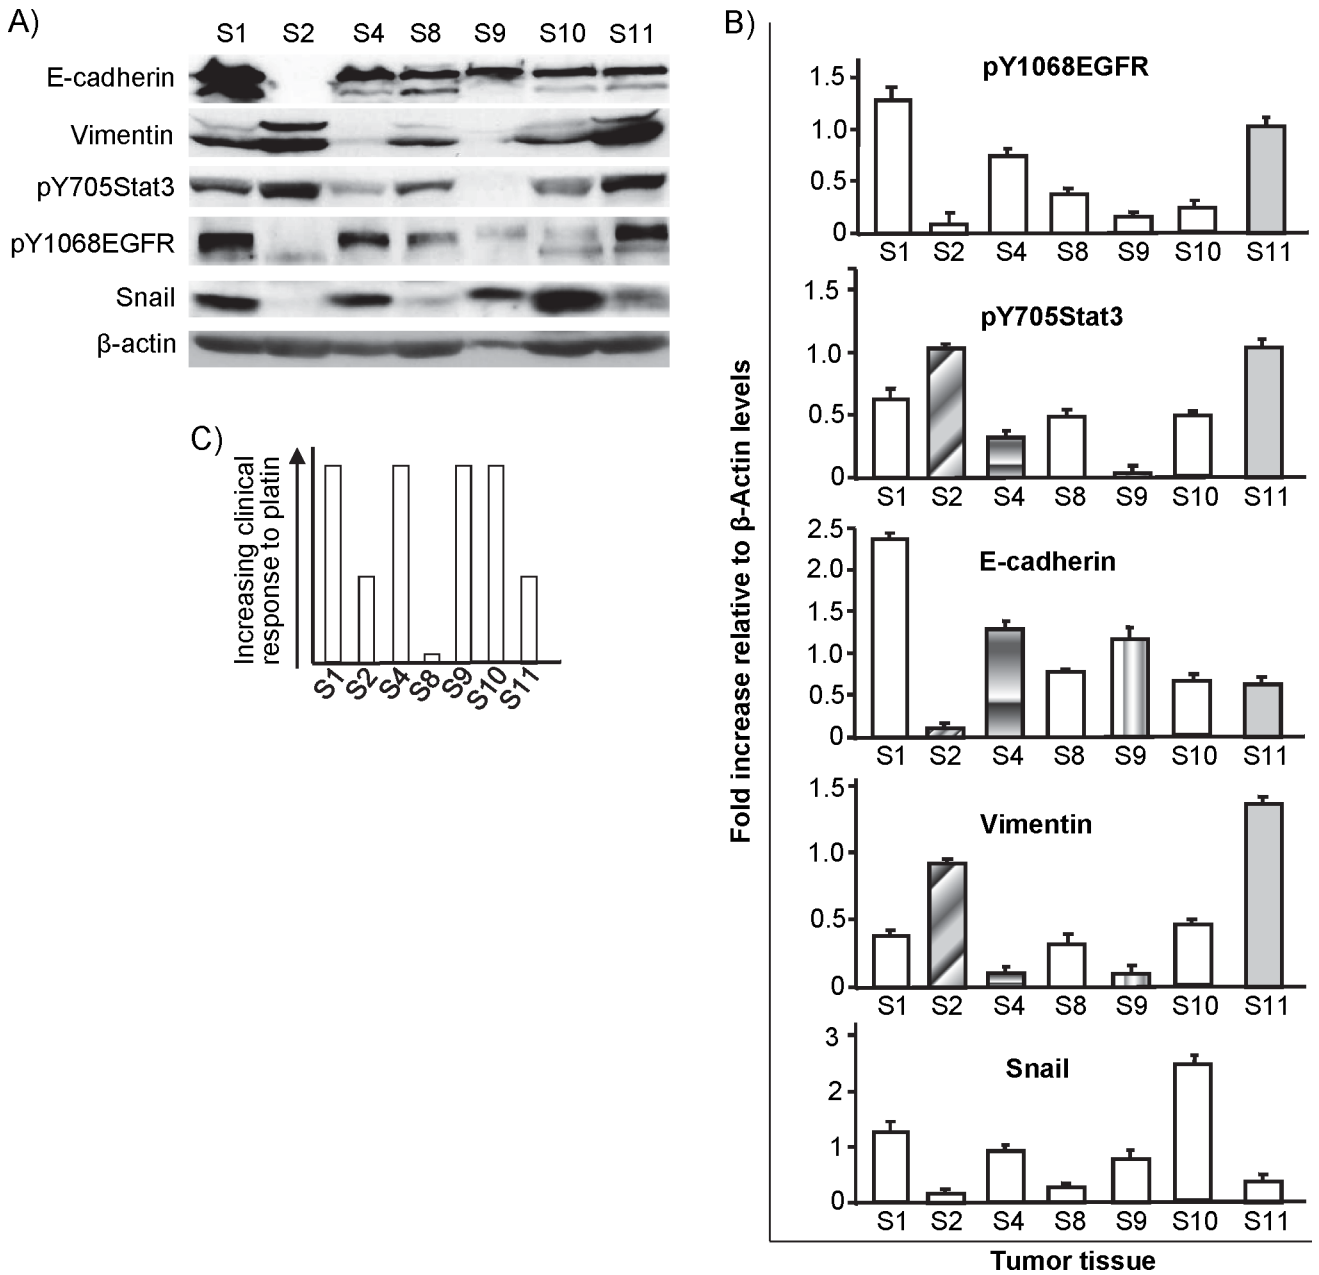 A)
S1 S2 S4 S8 S9 S10 S11
E-cadherin
Vimentin
pY705Stat3
pY1068EGFR
Snail
β-actin
C)
Increasing clinical
response to platin
S1 S2 S4 S8 S9 S10 S11
B)
Fold increase relative to β-Actin levels
pY1068EGFR
1.5
1.0
0.5
0
S1 S2 S4 S8 S9 S10 S11
pY705Stat3
1.5
1.0
0.5
0
S1 S2 S4 S8 S9 S10 S11
E-cadherin
2.5
2.0
1.5
1.0
0.5
0
S1 S2 S4 S8 S9 S10 S11
Vimentin
1.5
1.0
0.5
0
S1 S2 S4 S8 S9 S10 S11
Snail
3
2
1
0
S1 S2 S4 S8 S9 S10 S11
Tumor tissue